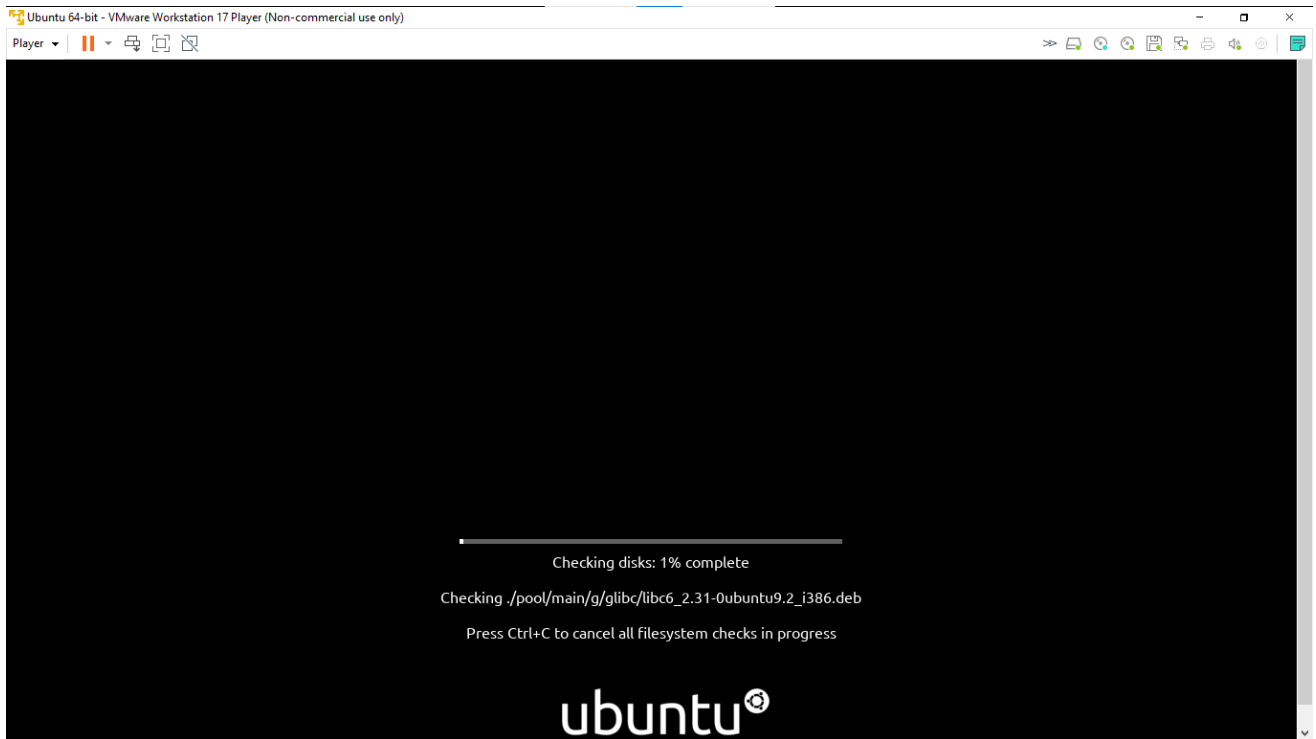 Ubuntu 64-bit - VMware Workstation 17 Player (Non-commercial use only)
Player
Checking disks: 1% complete
Checking ./pool/main/g/glibc/libc6_2.31-0ubuntu9.2_i386.deb
Press Ctrl+C to cancel all filesystem checks in progress
ubuntu